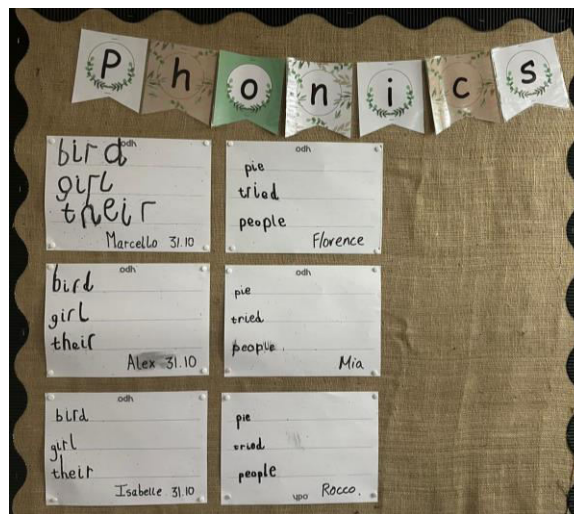 Phonics
odh
bird
girl
their
Marcello 31.10
odh
pie
tried
people
Florence
odh
bird
girl
their
Alex 31.10
odh
pie
tried
people
Mia
odh
bird
girl
their
Isabelle 31.10
pie
tried
people
odh Rocco.